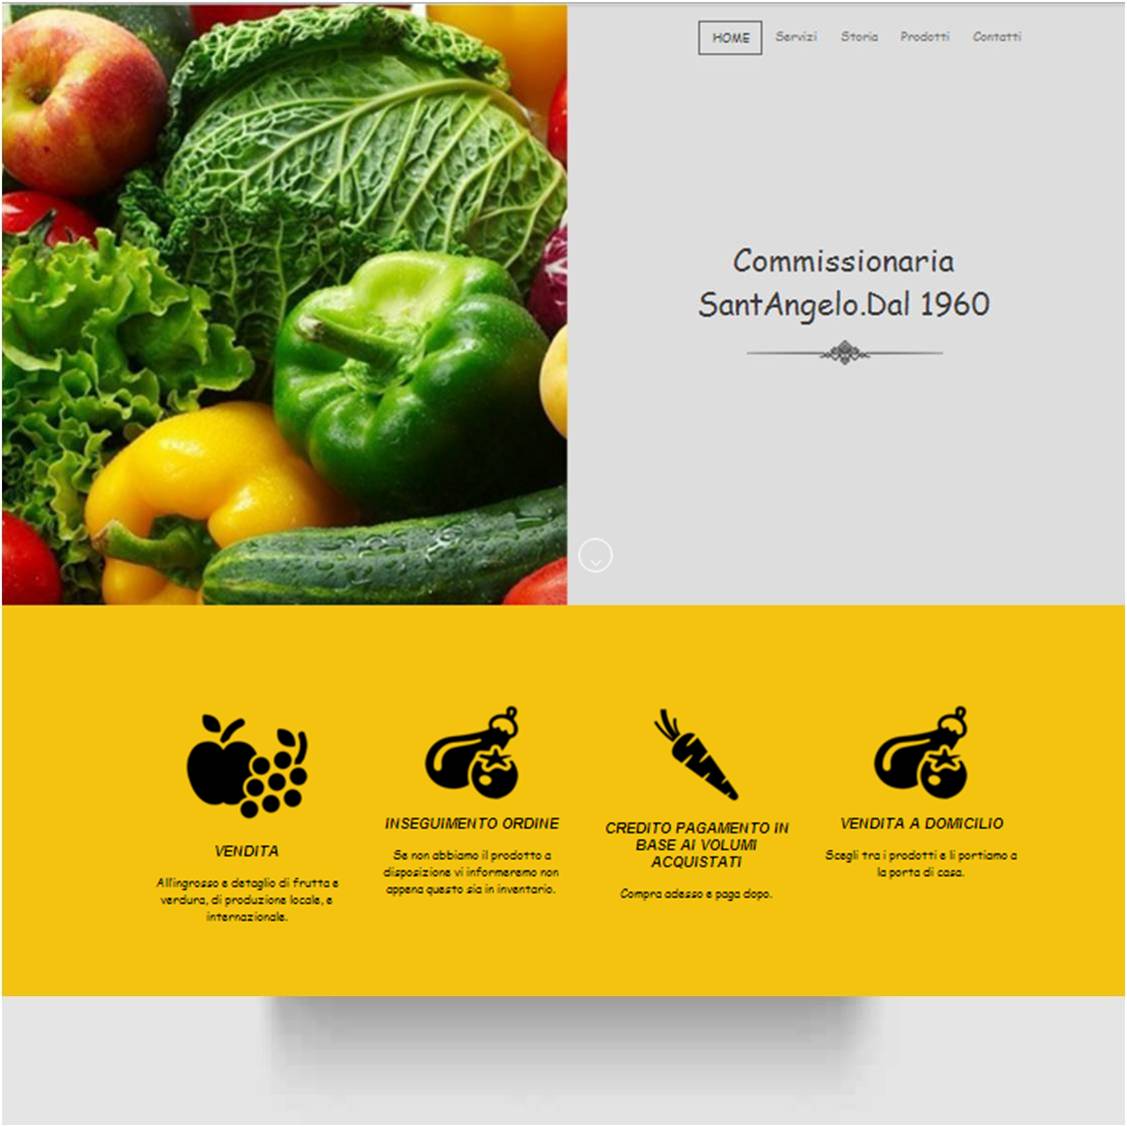 HOME Servizi Storia Prodotti Contatti
Commissionaria
SantAngelo.Dal 1960
VENDITA
All'ingrosso e detaglio di frutta e
verdura, di produzione locale, e
internazionale.
INSEGUIMENTO ORDINE
Se non abbiamo il prodotto a
disposizione vi informeremo non
appena questo sia in inventario.
CREDITO PAGAMENTO IN
BASE AI VOLUMI
ACQUISTATI
Compra adesso e paga dopo.
VENDITA A DOMICILIO
Scegli tra i prodotti e li portiamo a
la porta di casa.